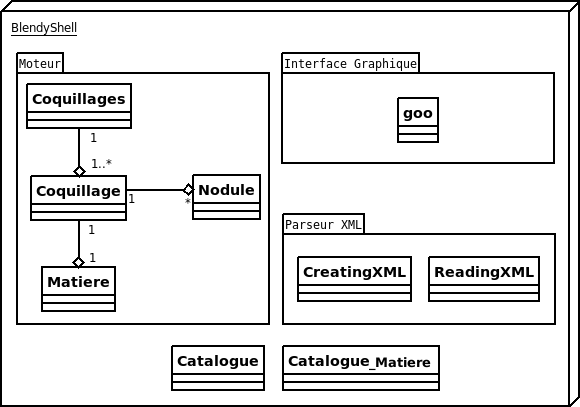 BlendyShell
Moteur
Coquillages
1
1..*
Coquillage
1
*
Nodule
1
1
Matiere
Interface Graphique
goo
Parseur XML
CreatingXML
ReadingXML
Catalogue
Catalogue_Matiere